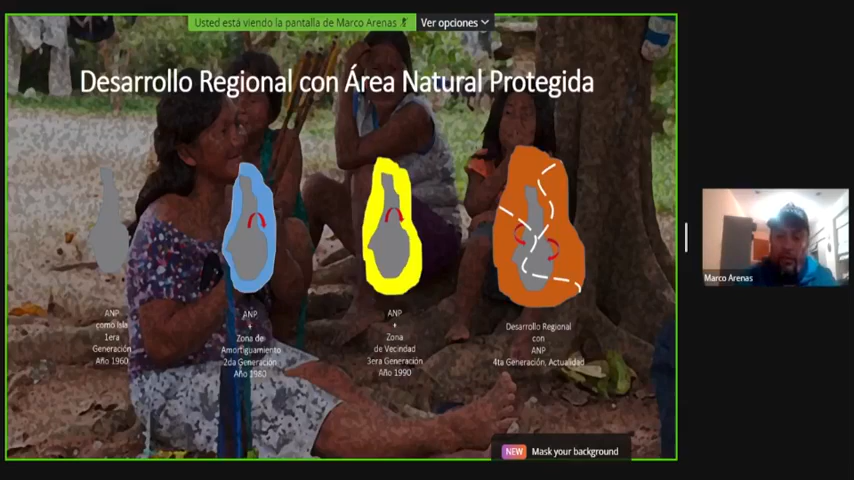 Usted está viendo la pantalla de Marco Arenas
Ver opciones
Desarrollo Regional con Área Natural Protegida
ANP
como Isla
1era
Generación
Año 1960
ANP
+
Zona de
Amortiguamiento
2da Generación
Año 1980
ANP
+
Zona
de Vecindad
3era Generación
Año 1990
Desarrollo Regional
con
ANP
4ta Generación, Actualidad
Marco Arenas
NEW Mask your background